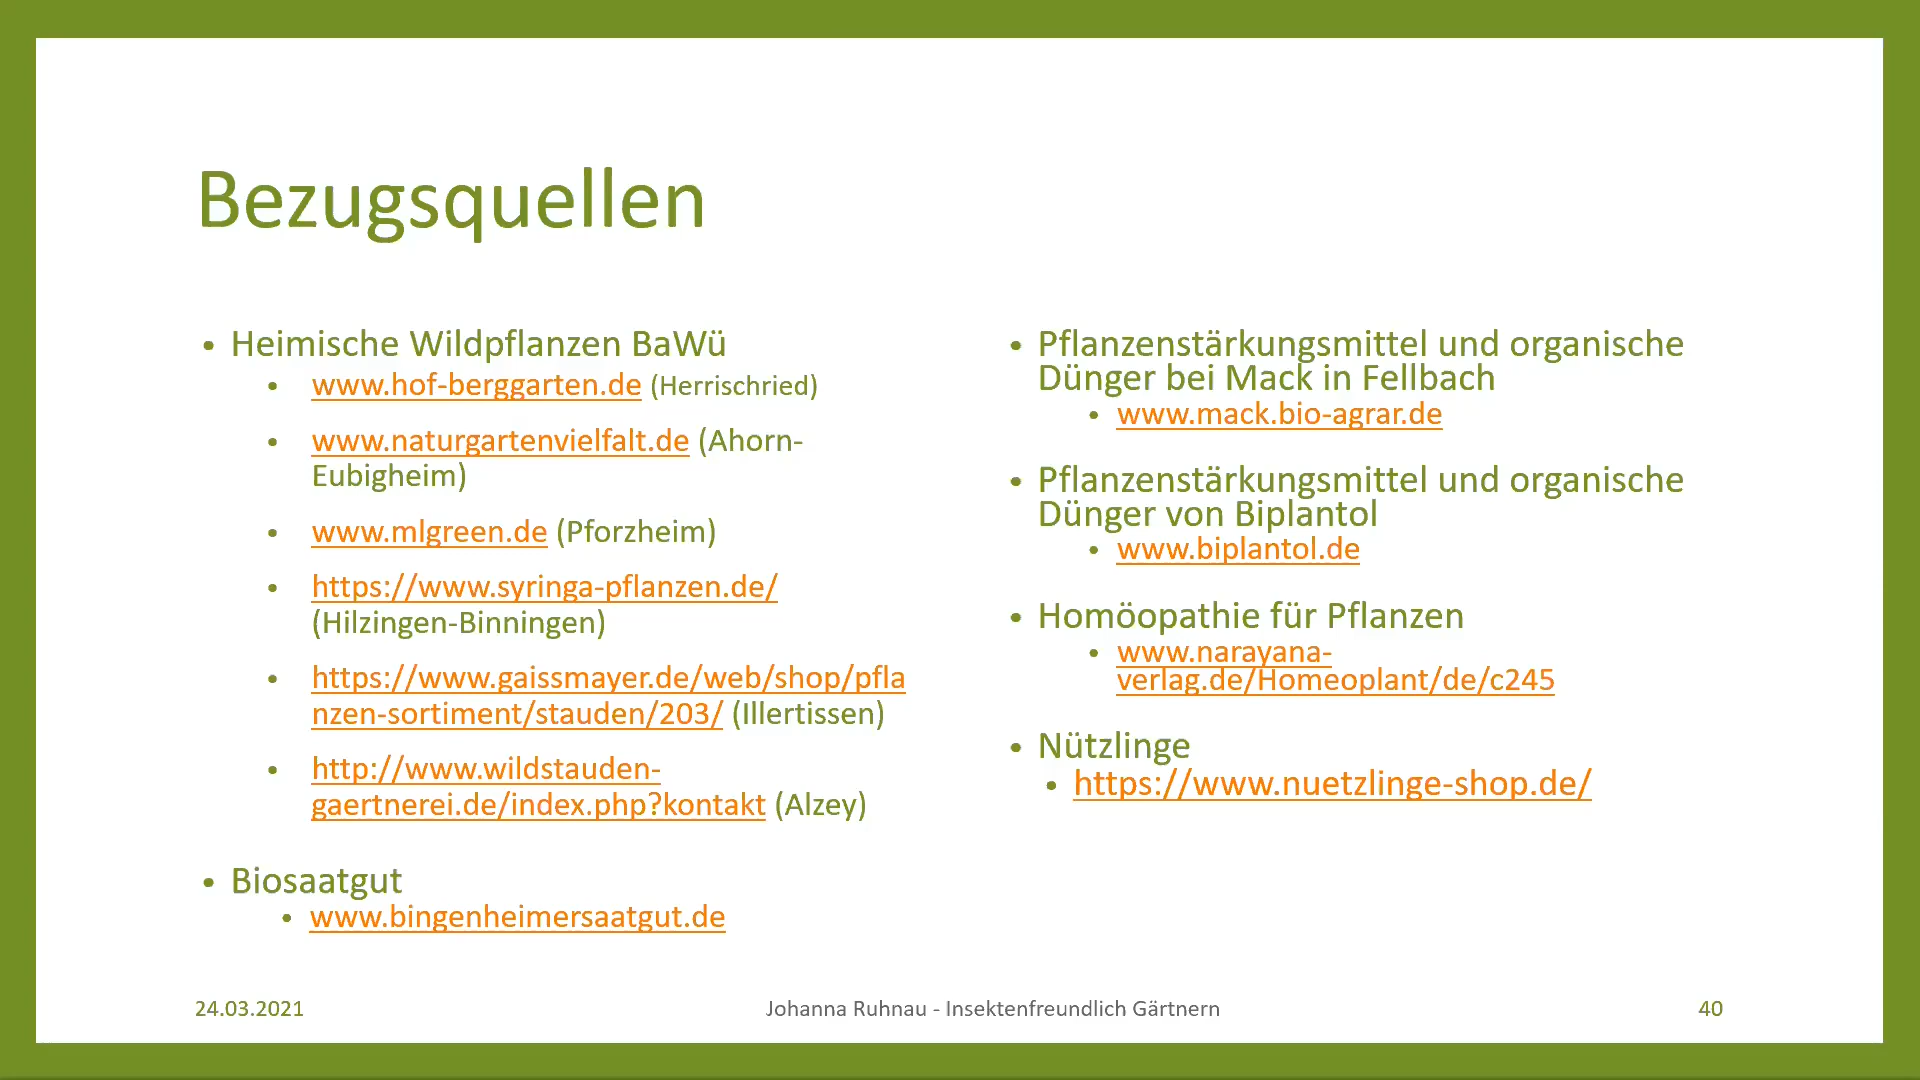 Bezugsquellen
• Heimische Wildpflanzen BaWü
• www.hof-berggarten.de (Herrischried)
• www.naturgartenvielfalt.de (Ahorn-
Eubigheim)
• www.mlgreen.de (Pforzheim)
• https://www.syringa-pflanzen.de/
(Hilzingen-Binningen)
• https://www.gaissmayer.de/web/shop/pfla
nzen-sortiment/stauden/203/ (Illertissen)
• http://www.wildstauden-
gaertnerei.de/index.php?kontakt (Alzey)
• Biosaatgut
• www.bingenheimersaatgut.de
• Pflanzenstärkungsmittel und organische
Dünger bei Mack in Fellbach
• www.mack.bio-agrar.de
• Pflanzenstärkungsmittel und organische
Dünger von Biplantol
• www.biplantol.de
• Homöopathie für Pflanzen
• www.narayana-
verlag.de/Homeoplant/de/c245
• Nützlinge
• https://www.nuetzlinge-shop.de/
24.03.2021
Johanna Ruhnau - Insektenfreundlich Gärtnern
40